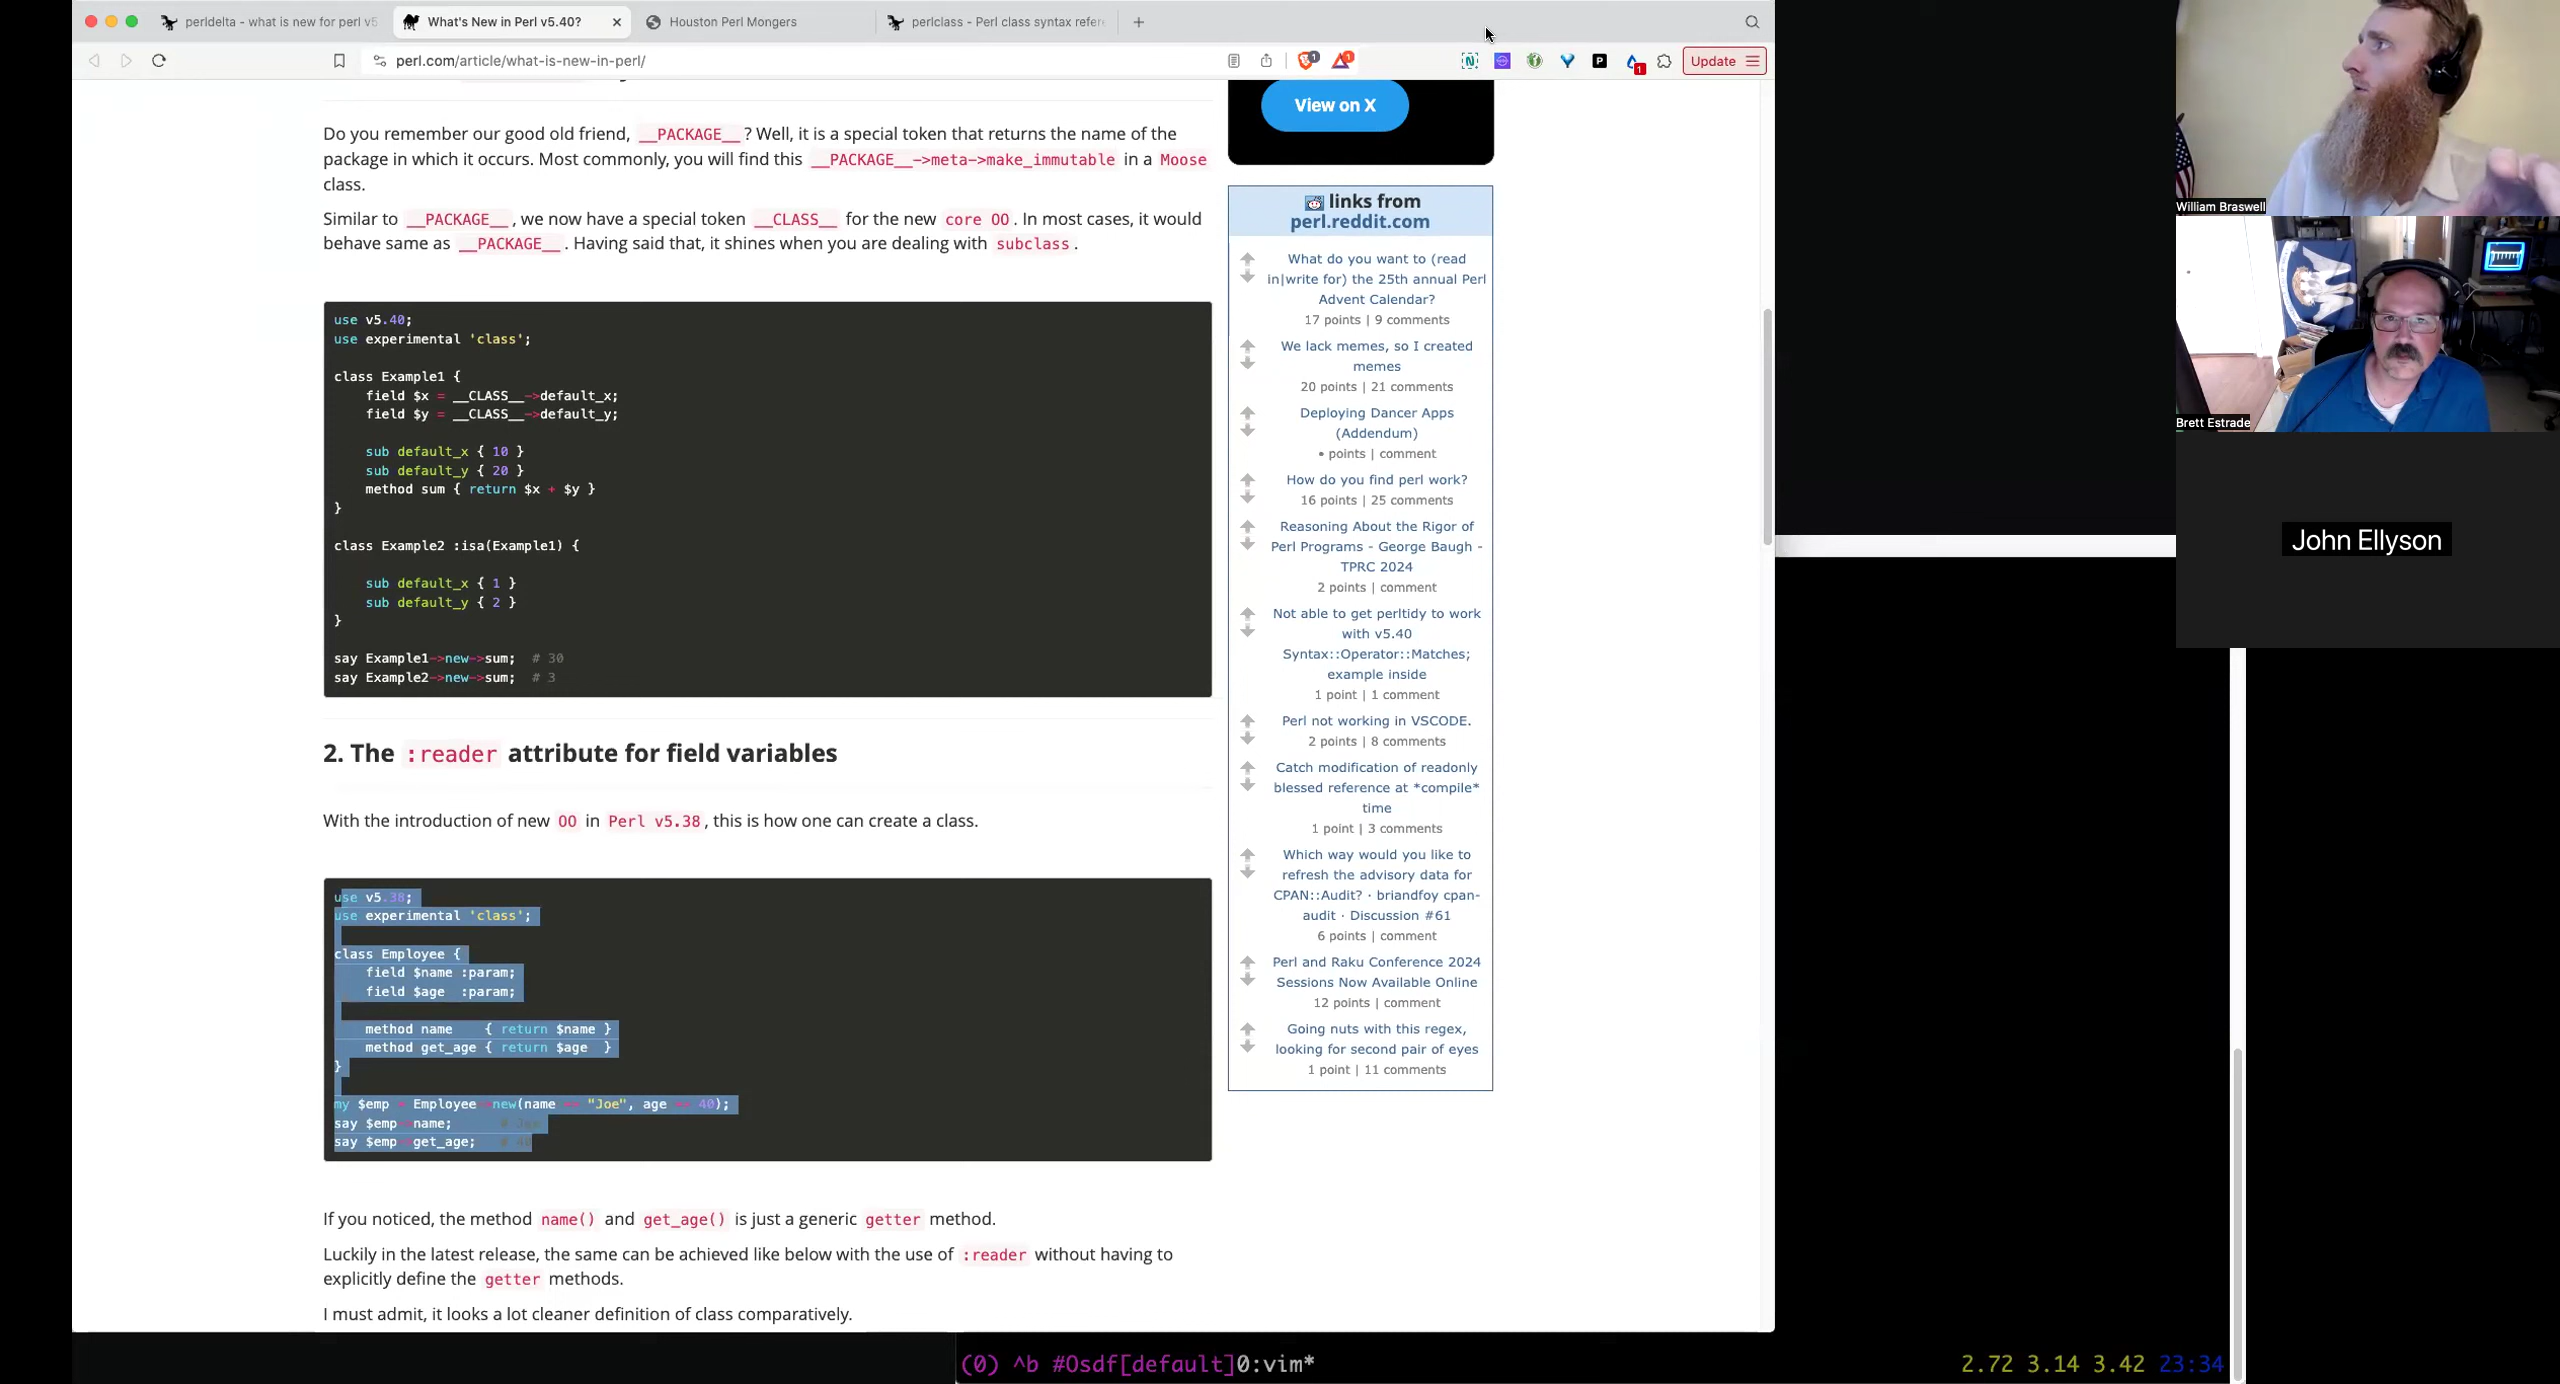 perldelta - what is new for perl v5
What's New in Perl v5.40?
Houston Perl Mongers
perlclass - Perl class syntax refere
perl.com/article/what-is-new-in-perl/
Update
Do you remember our good old friend, __PACKAGE__ ? Well, it is a special token that returns the name of the
package in which it occurs. Most commonly, you will find this __PACKAGE__->meta->make_immutable in a Moose
class.
Similar to __PACKAGE__, we now have a special token __CLASS__ for the new core OO. In most cases, it would
behave same as __PACKAGE__. Having said that, it shines when you are dealing with subclass.
use v5.40;
use experimental 'class';
class Example1 {
field $x = __CLASS__->default_x;
field $y = __CLASS__->default_y;
sub default_x { 10 }
sub default_y { 20 }
method sum { return $x + $y }
}
class Example2 :isa(Example1) {
sub default_x { 1 }
sub default_y { 2 }
}
say Example1->new->sum; # 30
say Example2->new->sum; # 3
2. The :reader attribute for field variables
With the introduction of new OO in Perl v5.38, this is how one can create a class.
use v5.38;
use experimental 'class';
class Employee {
field $name :param;
field $age :param;
method name { return $name }
method get_age { return $age }
}
my $emp = Employee->new(name => "Joe", age => 40);
say $emp->name; # Joe
say $emp->get_age; # 40
If you noticed, the method name() and get_age() is just a generic getter method.
Luckily in the latest release, the same can be achieved like below with the use of :reader without having to
explicitly define the getter methods.
I must admit, it looks a lot cleaner definition of class comparatively.
View on X
links from
perl.reddit.com
What do you want to (read
in|write for) the 25th annual Perl
Advent Calendar?
17 points | 9 comments
We lack memes, so I created
memes
20 points | 21 comments
Deploying Dancer Apps
(Addendum)
• points | comment
How do you find perl work?
16 points | 25 comments
Reasoning About the Rigor of
Perl Programs - George Baugh -
TPRC 2024
2 points | comment
Not able to get perltidy to work
with v5.40
Syntax::Operator::Matches;
example inside
1 point | 1 comment
Perl not working in VSCODE.
2 points | 8 comments
Catch modification of readonly
blessed reference at *compile*
time
1 point | 3 comments
Which way would you like to
refresh the advisory data for
CPAN::Audit? · briandfoy cpan-
audit · Discussion #61
6 points | comment
Perl and Raku Conference 2024
Sessions Now Available Online
12 points | comment
Going nuts with this regex,
looking for second pair of eyes
1 point | 11 comments
William Braswell
Brett Estrade
John Ellyson
(0) ^b #Osdf[default]0:vim*
2.72 3.14 3.42 23:34